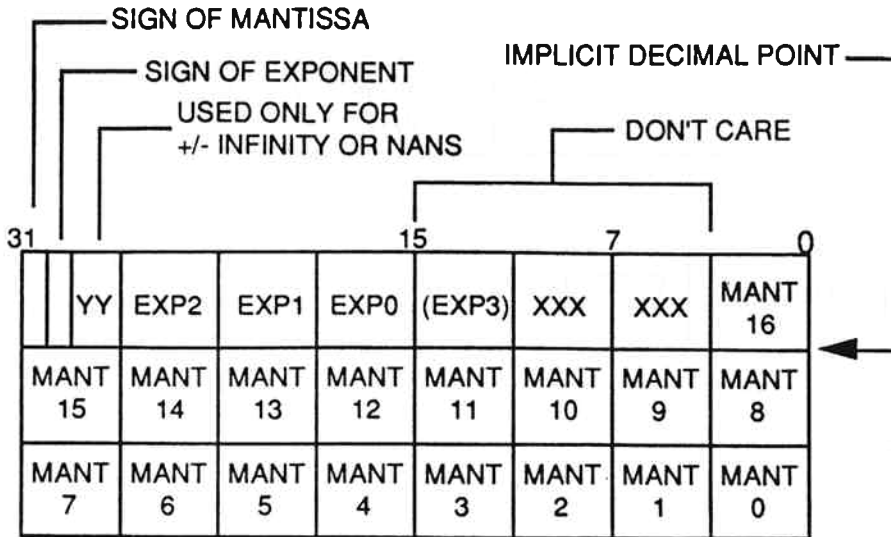 SIGN OF MANTISSA
IMPLICIT DECIMAL POINT
SIGN OF EXPONENT
USED ONLY FOR
+/- INFINITY OR NANS
DON'T CARE
31 15 7 0
YY EXP2 EXP1 EXP0 (EXP3) XXX XXX MANT
16
MANT MANT MANT MANT MANT MANT MANT MANT
15 14 13 12 11 10 9 8
MANT MANT MANT MANT MANT MANT MANT MANT
7 6 5 4 3 2 1 0